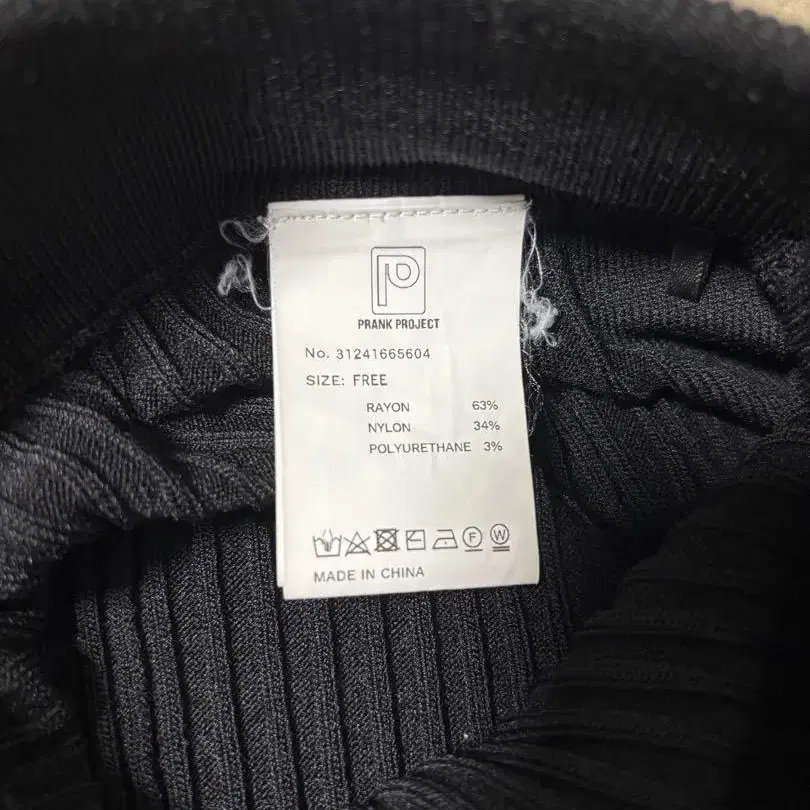 PRANK PROJECT
No. 31241665604
SIZE: FREE
RAYON 63%
NYLON 34%
POLYURETHANE 3%
F W
MADE IN CHINA